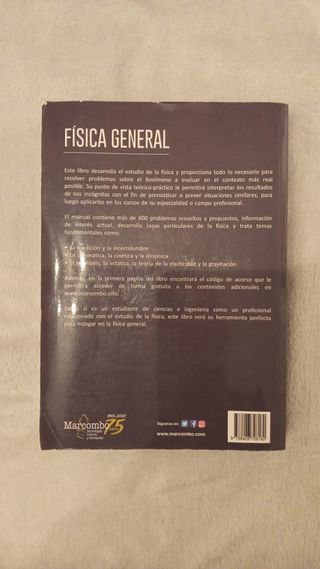 FÍSICA GENERAL
Este libro desarrolla el estudio de la física y proporciona todo lo necesario para
resolver problemas sobre el fenómeno a evaluar en el contexto más real
posible. Su punto de vista teórico-práctico le permitirá interpretar los resultados
de sus incógnitas con el fin de pronosticar o prever situaciones similares, para
luego aplicarlos en los cursos de su especialidad o campo profesional.
El manual contiene más de 600 problemas resueltos y propuestos, información
de interés actual, desarrolla casos particulares de la física y trata temas
fundamentales como:
• La medición y la incertidumbre
• La cinemática, la cinética y la dinámica
• El equilibrio, la estática, la teoría de la elasticidad y la gravitación
Además, en la primera página del libro encontrará el código de acceso que le
permitirá acceder de forma gratuita a los contenidos adicionales en
www.marcombo.info.
Tanto si es un estudiante de ciencias e ingeniería como un profesional
relacionado con el estudio de la física, este libro será su herramienta perfecta
para indagar en la física general.
Marcombo
Tecnología, Ciencia y Formación
1945-2020
75
Síguenos en:
www.marcombo.com